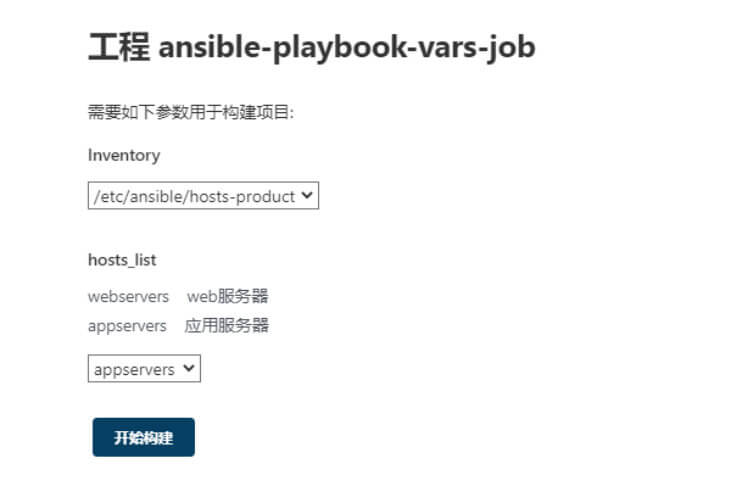 工程 ansible-playbook-vars-job
需要如下参数用于构建项目:
Inventory
/etc/ansible/hosts-product
hosts_list
webservers web服务器
appservers 应用服务器
appservers
开始构建